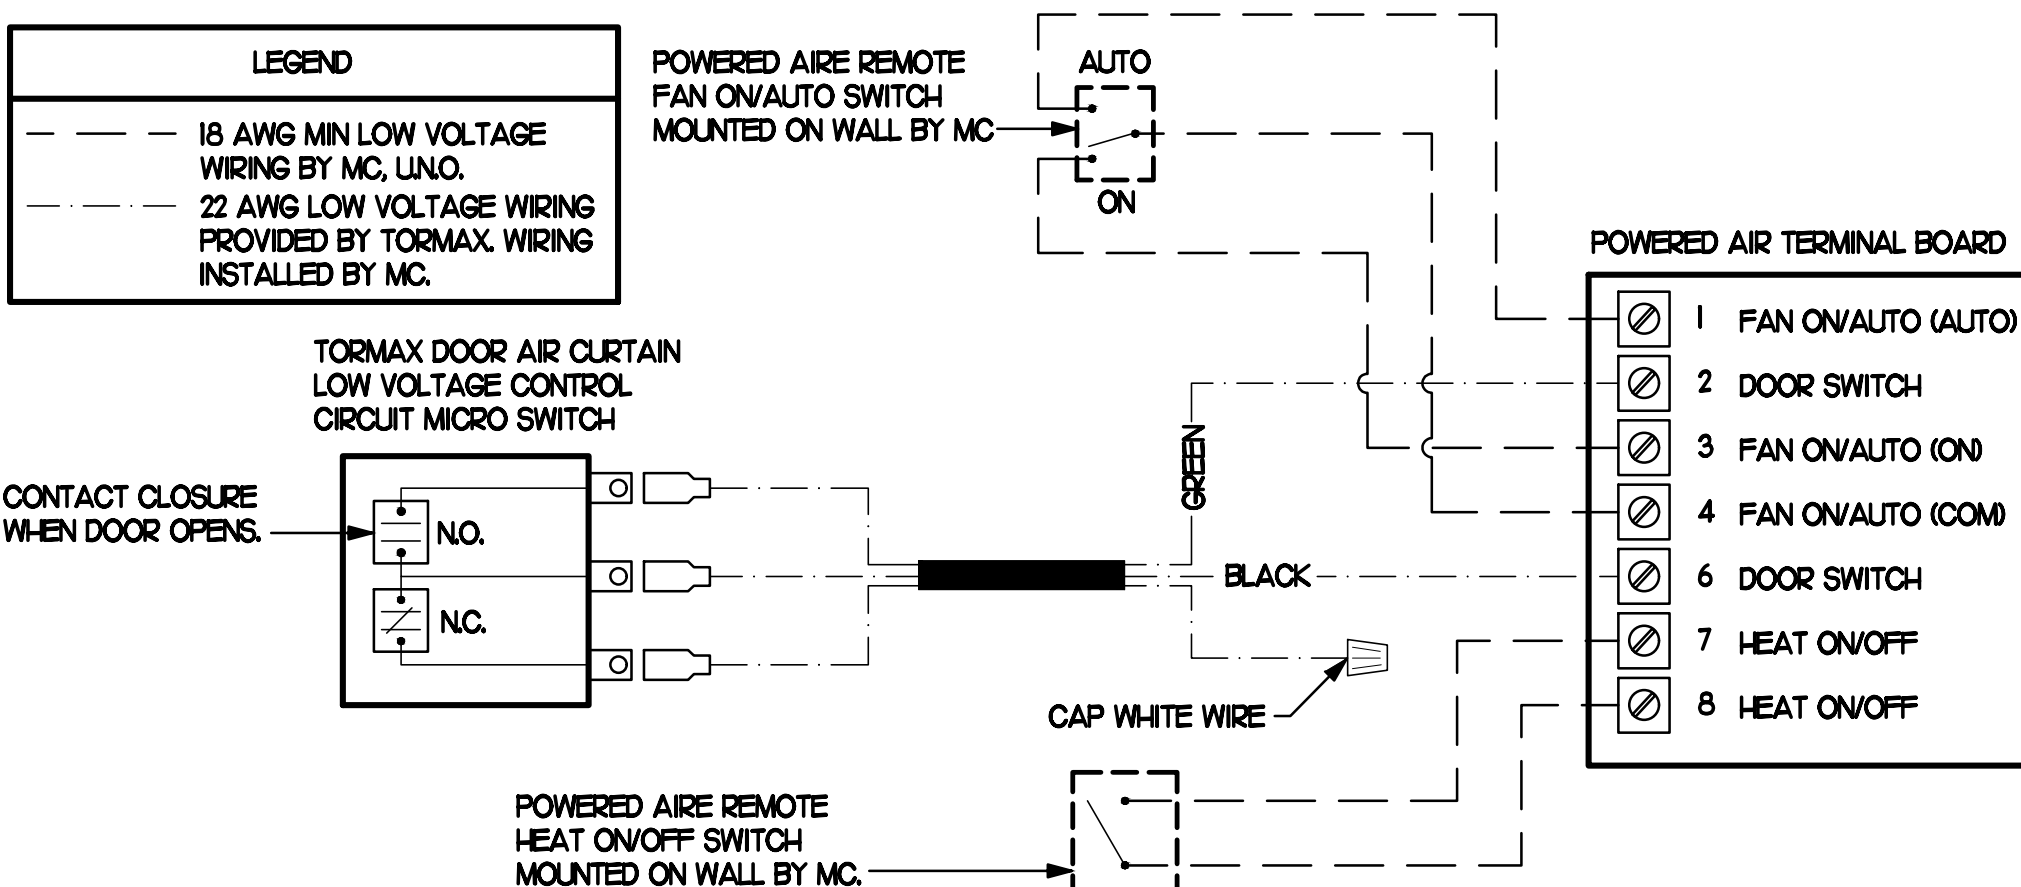 LEGEND
18 AWG MIN LOW VOLTAGE
WIRING BY MC, U.N.O.
22 AWG LOW VOLTAGE WIRING
PROVIDED BY TORMAX. WIRING
INSTALLED BY MC.
POWERED AIRE REMOTE
FAN ON/AUTO SWITCH
MOUNTED ON WALL BY MC
AUTO
ON
TORMAX DOOR AIR CURTAIN
LOW VOLTAGE CONTROL
CIRCUIT MICRO SWITCH
CONTACT CLOSURE
WHEN DOOR OPENS.
N.O.
N.C.
GREEN
BLACK
CAP WHITE WIRE
POWERED AIR TERMINAL BOARD
1 FAN ON/AUTO (AUTO)
2 DOOR SWITCH
3 FAN ON/AUTO (ON)
4 FAN ON/AUTO (COM)
6 DOOR SWITCH
7 HEAT ON/OFF
8 HEAT ON/OFF
POWERED AIRE REMOTE
HEAT ON/OFF SWITCH
MOUNTED ON WALL BY MC.